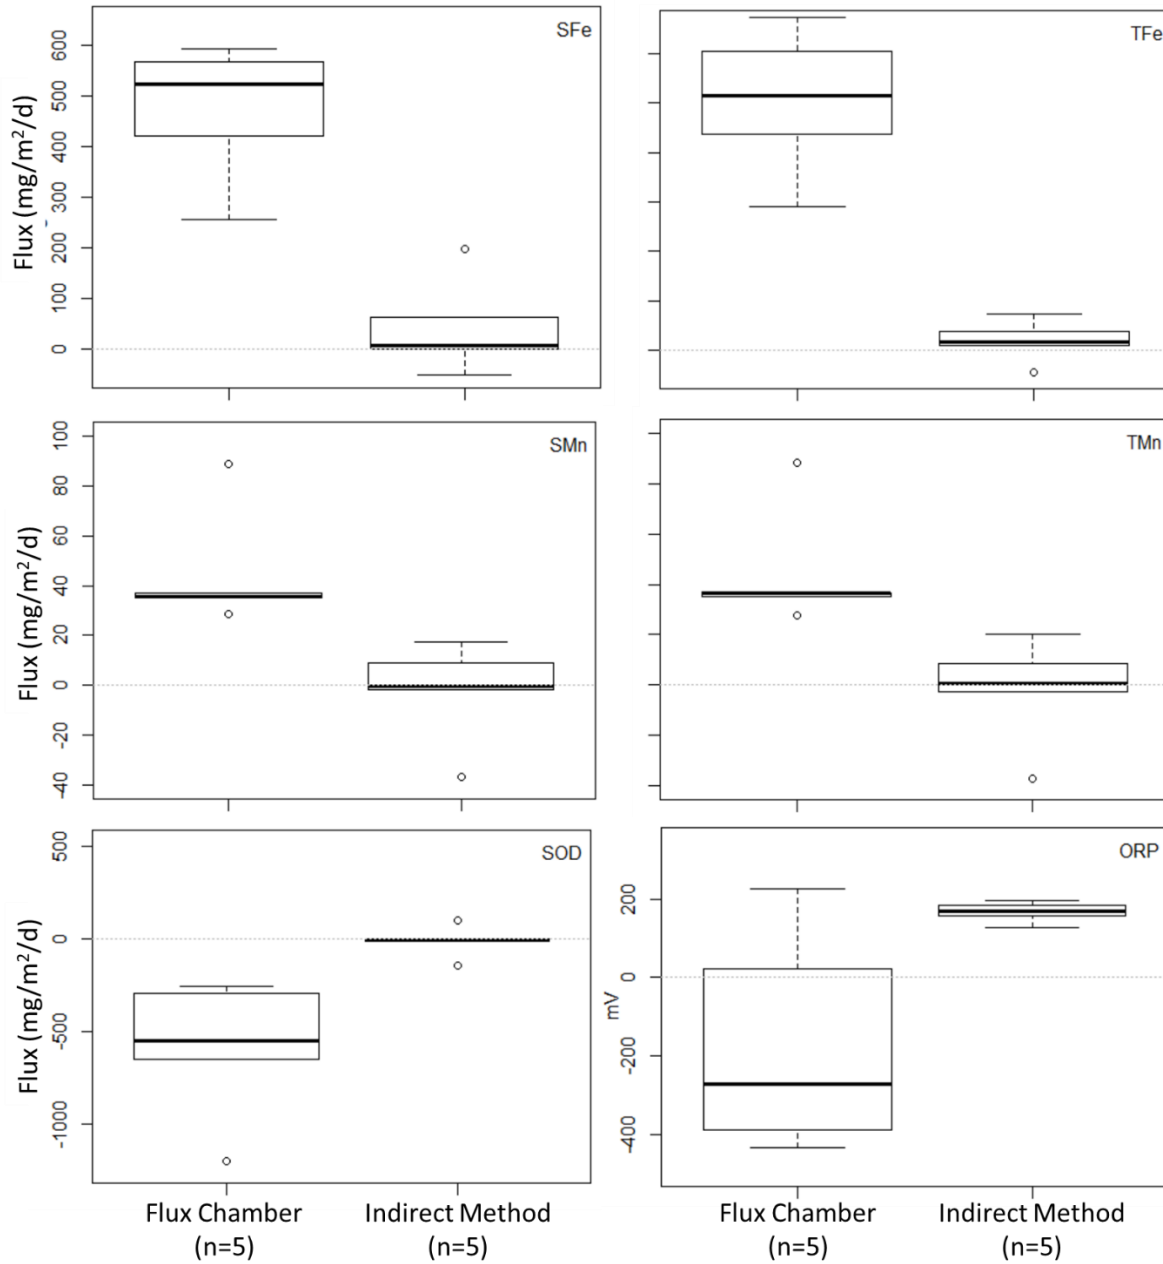 SFe
Flux (mg/m²/d)
600
500
400
300
200
100
0
TFe
SMn
Flux (mg/m²/d)
100
80
60
40
20
0
-20
-40
TMn
SOD
Flux (mg/m²/d)
500
0
-500
-1000
ORP
mV
200
0
-200
-400
Flux Chamber
(n=5)
Indirect Method
(n=5)
Flux Chamber
(n=5)
Indirect Method
(n=5)